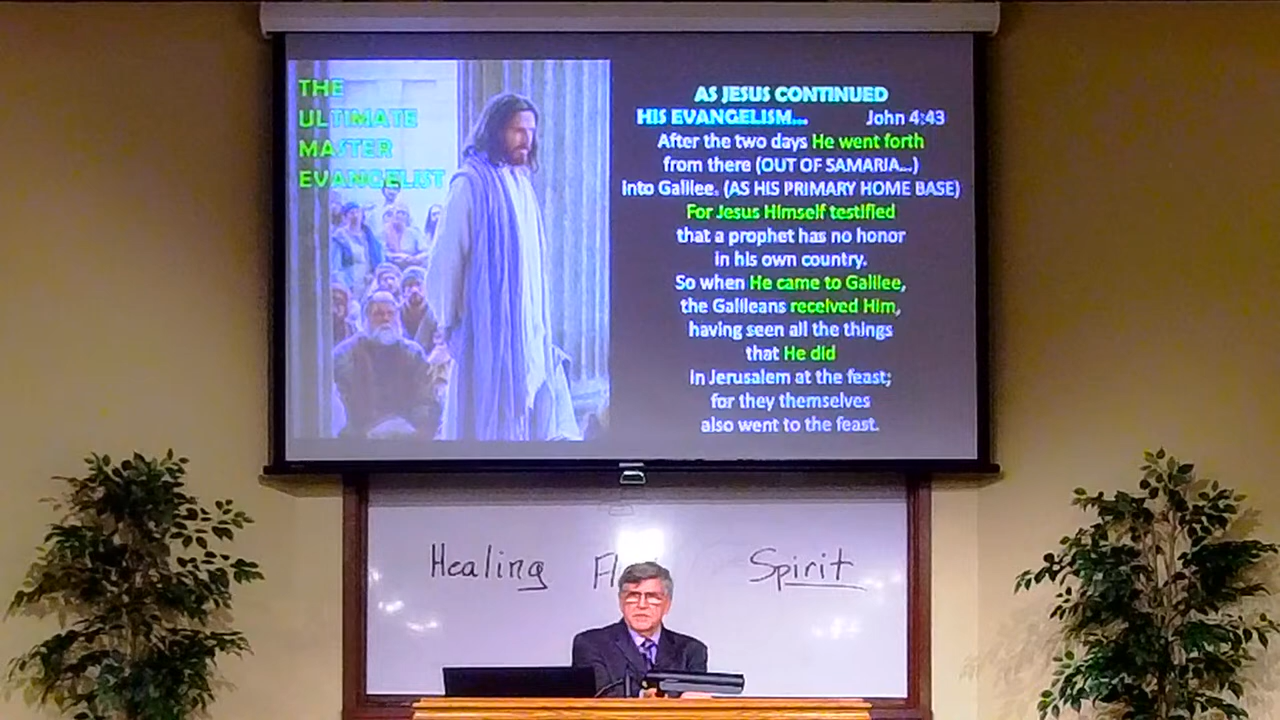 THE
ULTIMATE
MASTER
EVANGELIST
AS JESUS CONTINUED
HIS EVANGELISM... John 4:43
After the two days He went forth
from there (OUT OF SAMARIA...)
into Galilee. (AS HIS PRIMARY HOME BASE)
For Jesus Himself testified
that a prophet has no honor
in his own country.
So when He came to Galilee,
the Galileans received Him,
having seen all the things
that He did
in Jerusalem at the feast;
for they themselves
also went to the feast.
Healing Spirit